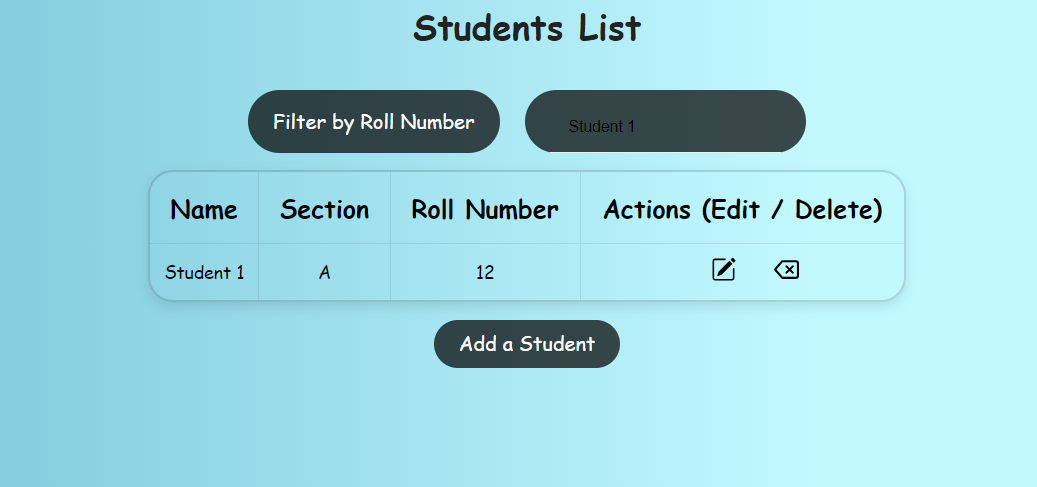 Students List
Filter by Roll Number
Student 1
Name Section Roll Number Actions (Edit / Delete)
Student 1 A 12
Add a Student